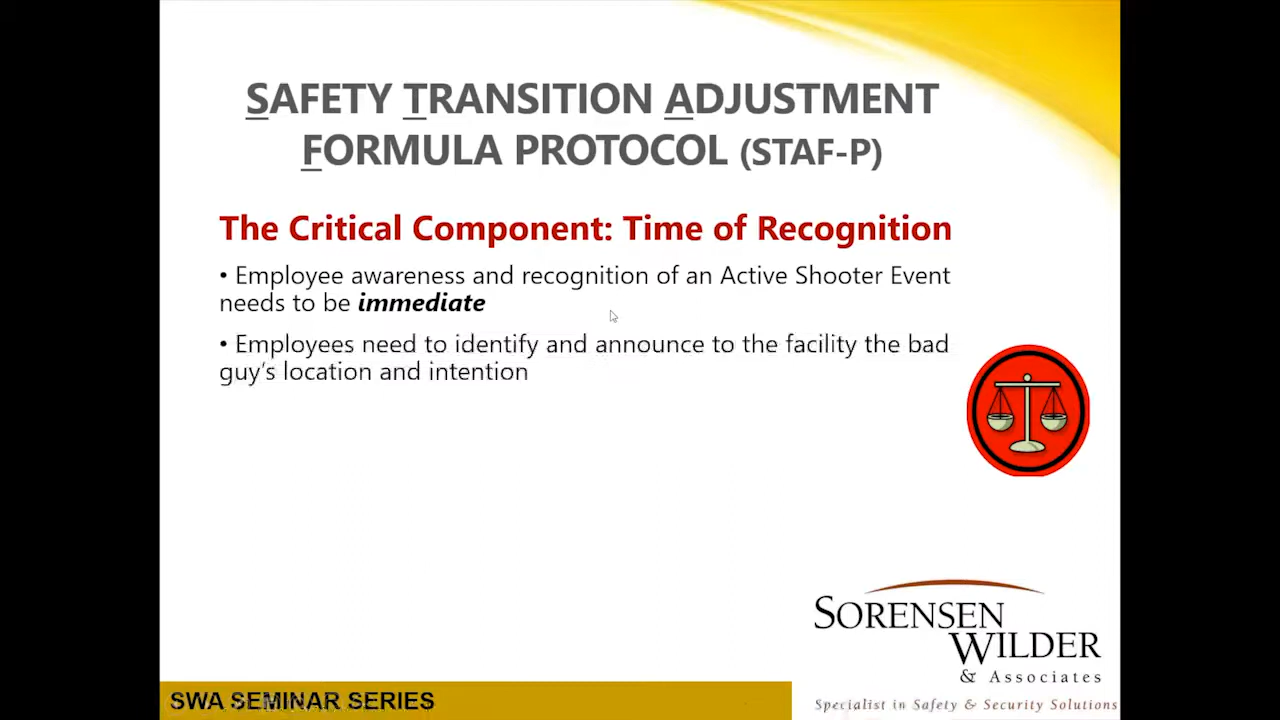 SAFETY TRANSITION ADJUSTMENT
FORMULA PROTOCOL (STAF-P)
The Critical Component: Time of Recognition
• Employee awareness and recognition of an Active Shooter Event
needs to be immediate
• Employees need to identify and announce to the facility the bad
guy's location and intention
SORENSEN
WILDER
& Associates
Specialist in Safety & Security Solutions
SWA SEMINAR SERIES